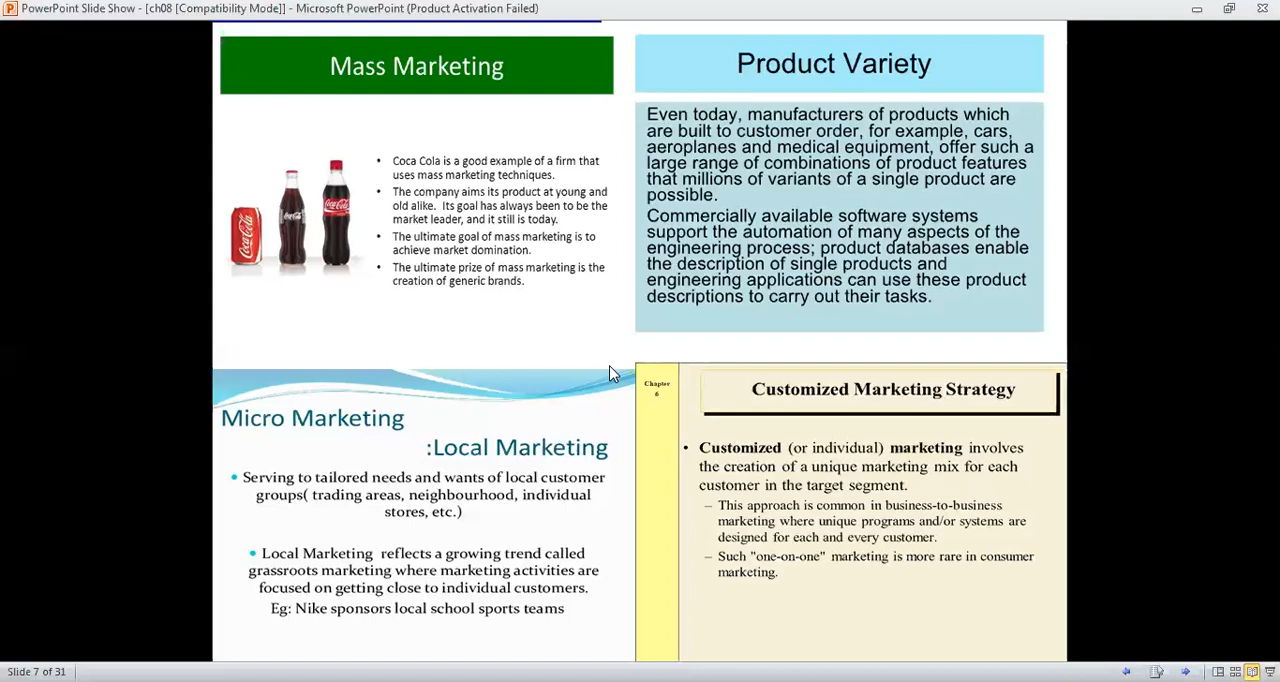 PowerPoint Slide Show - [ch08 [Compatibility Mode]] - Microsoft PowerPoint (Product Activation Failed)
Mass Marketing
Coca-Cola
Coca-Cola
Coca-Cola
• Coca Cola is a good example of a firm that
uses mass marketing techniques.
• The company aims its product at young and
old alike. Its goal has always been to be the
market leader, and it still is today.
• The ultimate goal of mass marketing is to
achieve market domination.
• The ultimate prize of mass marketing is the
creation of generic brands.
Product Variety
Even today, manufacturers of products which
are built to customer order, for example, cars,
aeroplanes and medical equipment, offer such a
large range of combinations of product features
that millions of variants of a single product are
possible.
Commercially available software systems
support the automation of many aspects of the
engineering process; product databases enable
the description of single products and
engineering applications can use these product
descriptions to carry out their tasks.
Micro Marketing
:Local Marketing
• Serving to tailored needs and wants of local customer
groups( trading areas, neighbourhood, individual
stores, etc.)
• Local Marketing reflects a growing trend called
grassroots marketing where marketing activities are
focused on getting close to individual customers.
Eg: Nike sponsors local school sports teams
Chapter
6
Customized Marketing Strategy
• Customized (or individual) marketing involves
the creation of a unique marketing mix for each
customer in the target segment.
– This approach is common in business-to-business
marketing where unique programs and/or systems are
designed for each and every customer.
– Such "one-on-one" marketing is more rare in consumer
marketing.
Slide 7 of 31